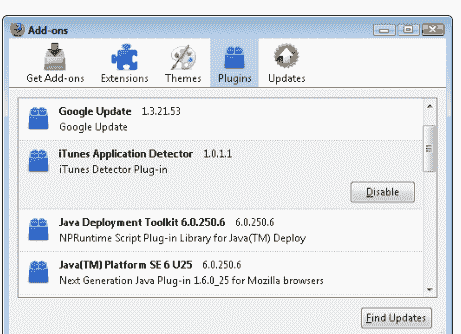 Add-ons
Get Add-ons Extensions Themes Plugins Updates
Google Update 1.3.21.53
Google Update
iTunes Application Detector 1.0.1.1
iTunes Detector Plug-in
Disable
Java Deployment Toolkit 6.0.250.6 6.0.250.6
NPRuntime Script Plug-in Library for Java(TM) Deploy
Java(TM) Platform SE 6 U25 6.0.250.6
Next Generation Java Plug-in 1.6.0_25 for Mozilla browsers
Find Updates